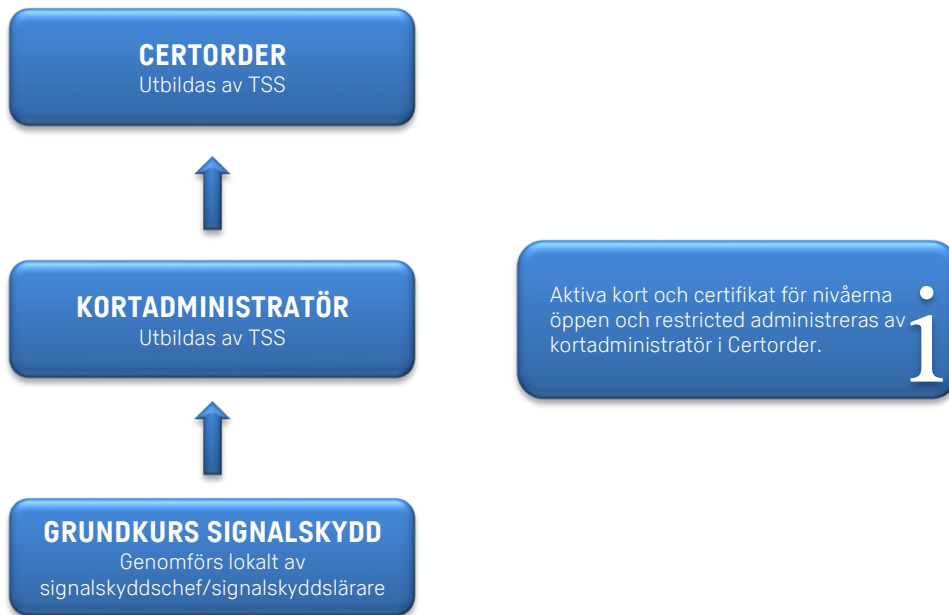 CERTORDER
Utbildas av TSS
KORTADMINISTRATÖR
Utbildas av TSS
Aktiva kort och certifikat för nivåerna
öppen och restricted administreras av
kortadministratör i Certorder.
i
GRUNDKURS SIGNALSKYDD
Genomförs lokalt av
signalskyddschef/signalskyddslärare